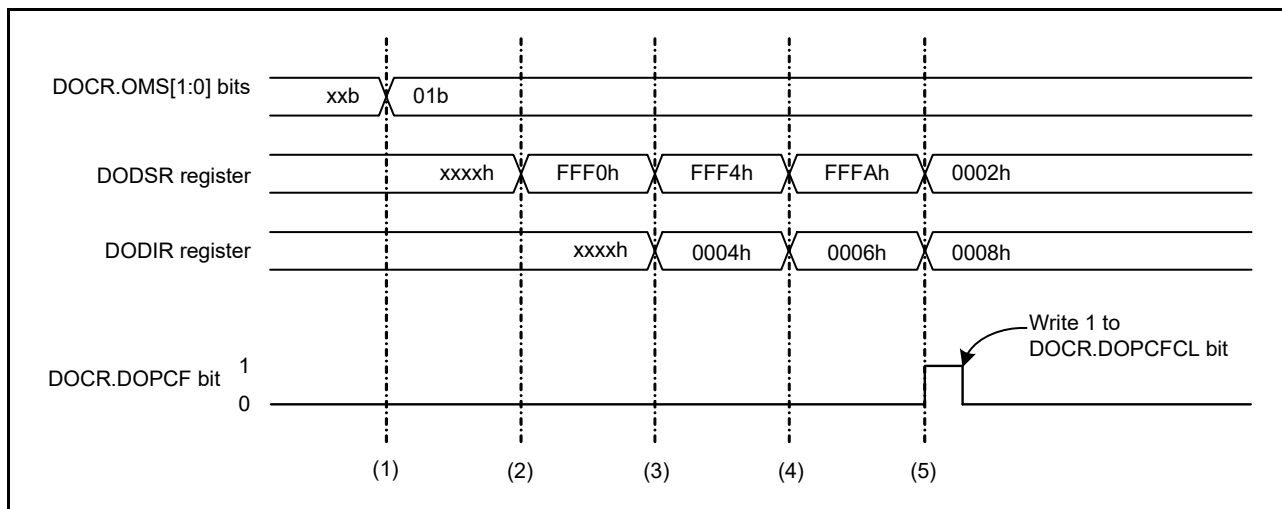 DOCR.OMS[1:0] bits xxb 01b
DODSR register xxxxh FFF0h FFF4h FFFAh 0002h
DODIR register xxxxh 0004h 0006h 0008h
Write 1 to
DOCR.DOPCFCL bit
1
DOCR.DOPCF bit
0
(1) (2) (3) (4) (5)